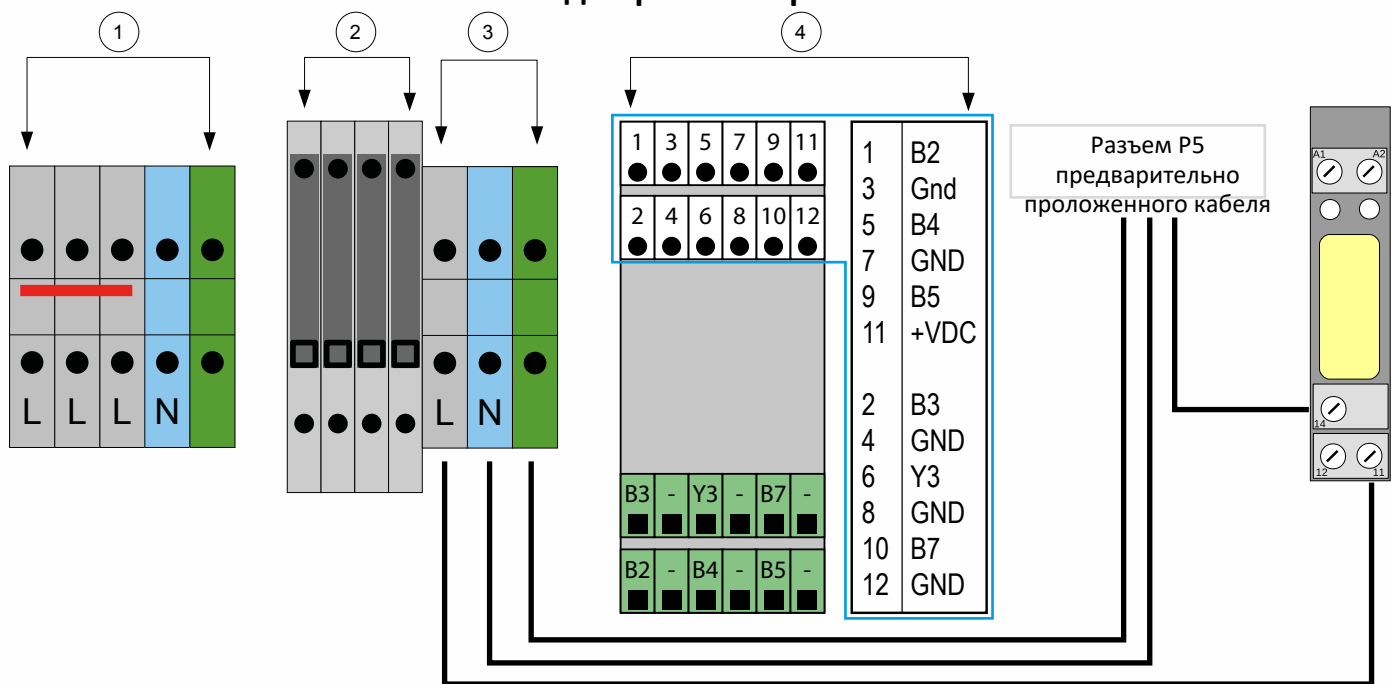 1
2
3
4
L L L N
L N
1 3 5 7 9 11
2 4 6 8 10 12
B3 - Y3 - B7 -
B2 - B4 - B5 -
1 B2
3 Gnd
5 B4
7 GND
9 B5
11 +VDC
2 B3
4 GND
6 Y3
8 GND
10 B7
12 GND
Разъем P5
предварительно
проложенного кабеля
A1 A2
14
12 11